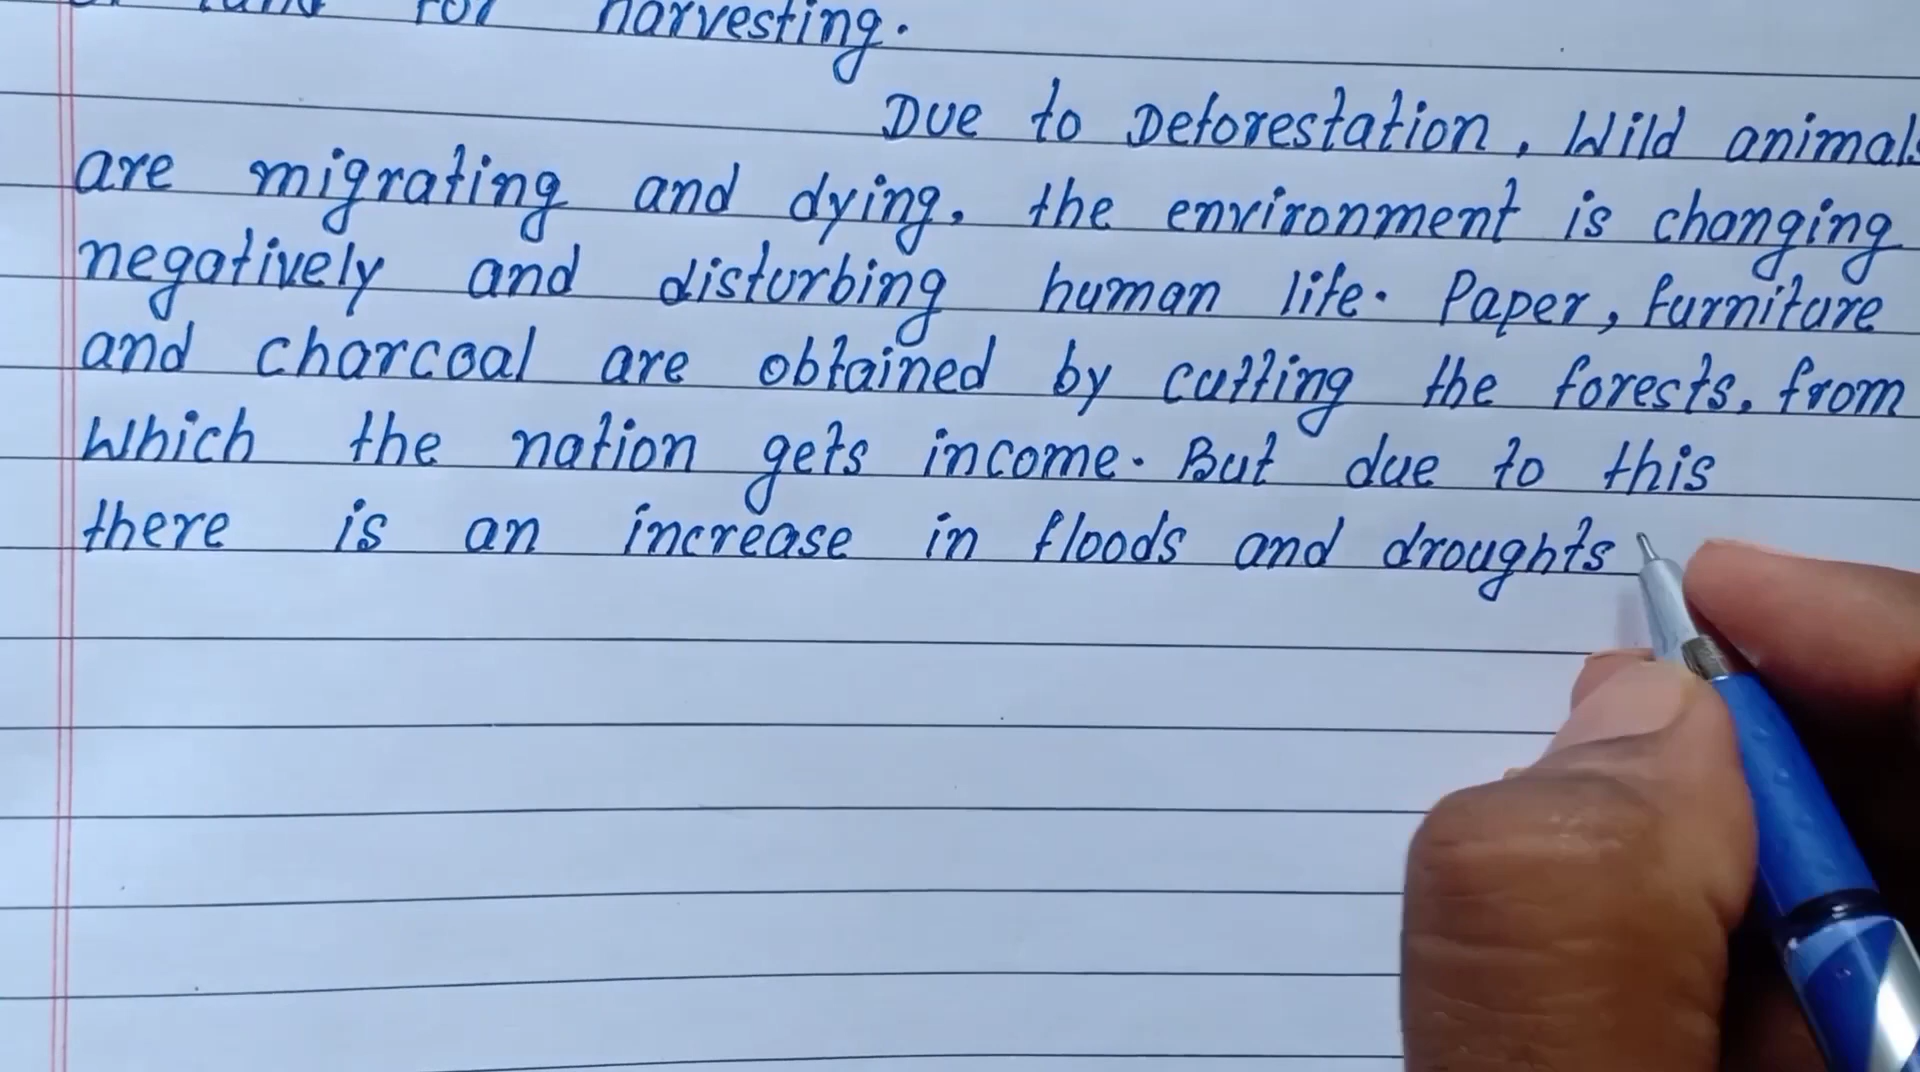 for harvesting.
Due to Deforestation, Wild animals
are migrating and dying, the environment is changing
negatively and disturbing human life. Paper, furniture
and charcoal are obtained by cutting the forests, from
which the nation gets income. But due to this
there is an increase in floods and droughts